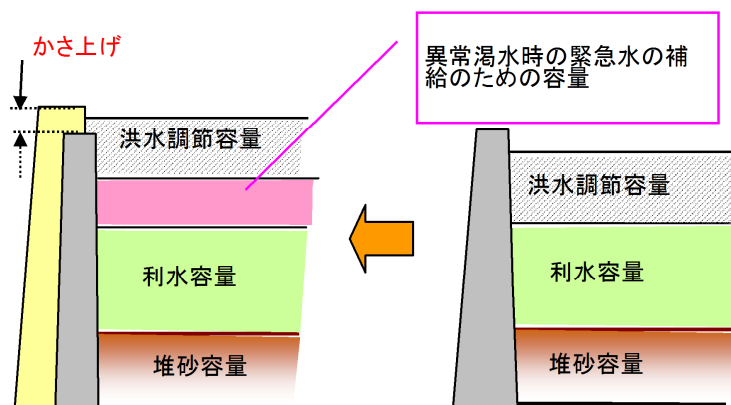 かさ上げ
異常渇水時の緊急水の補
給のための容量
洪水調節容量
利水容量
堆砂容量
洪水調節容量
利水容量
堆砂容量